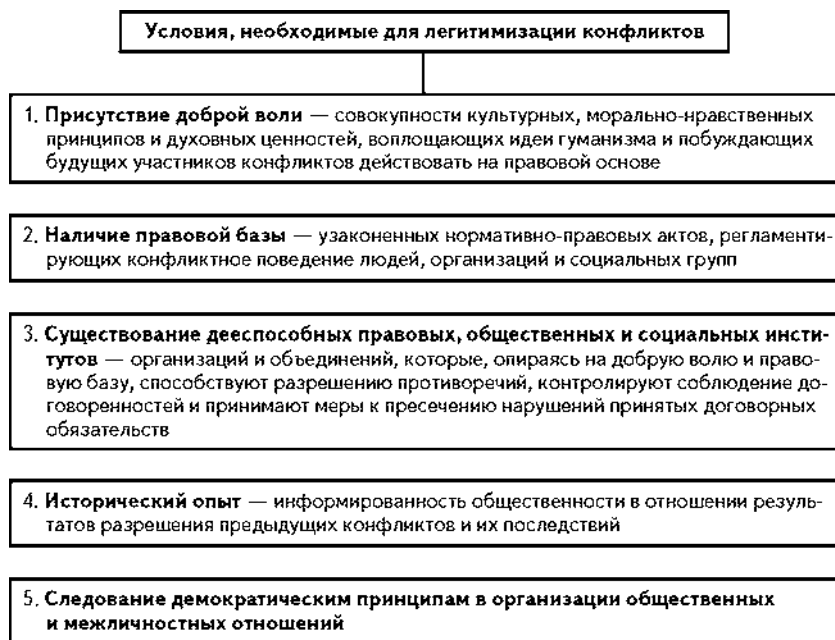 Условия, необходимые для легитимизации конфликтов
1. Присутствие доброй воли — совокупности культурных, морально-нравственных
принципов и духовных ценностей, воплощающих идеи гуманизма и побуждающих
будущих участников конфликтов действовать на правовой основе
2. Наличие правовой базы — узаконенных нормативно-правовых актов, регламенти-
рующих конфликтное поведение людей, организаций и социальных групп
3. Существование дееспособных правовых, общественных и социальных инсти-
тутов — организаций и объединений, которые, опираясь на добрую волю и право-
вую базу, способствуют разрешению противоречий, контролируют соблюдение до-
говоренностей и принимают меры к пресечению нарушений принятых договорных
обязательств
4. Исторический опыт — информированность общественности в отношении резуль-
татов разрешения предыдущих конфликтов и их последствий
5. Следование демократическим принципам в организации общественных
и межличностных отношений